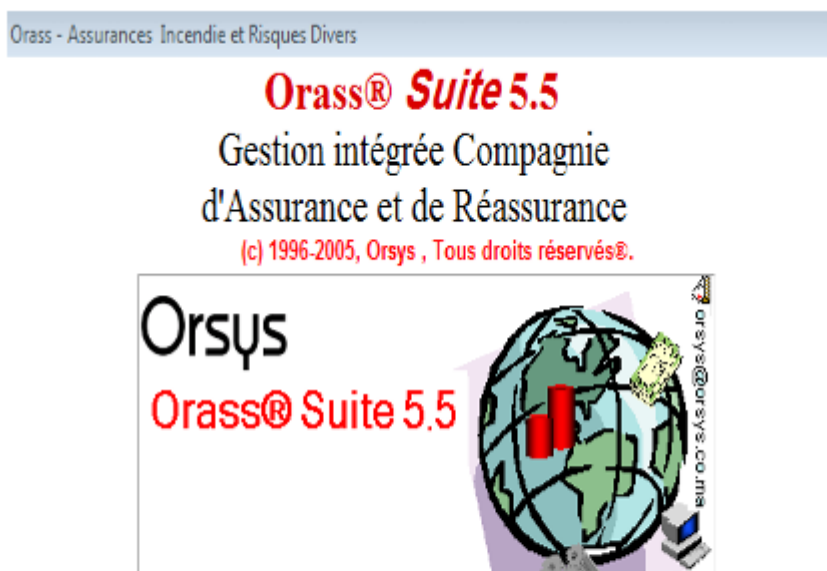 Orass - Assurances Incendie et Risques Divers
Orass® Suite 5.5
Gestion intégrée Compagnie
d'Assurance et de Réassurance
(c) 1996-2005, Orsys , Tous droits réservés®.
Orsys
Orass® Suite 5.5
orsys@orsys.co.ma